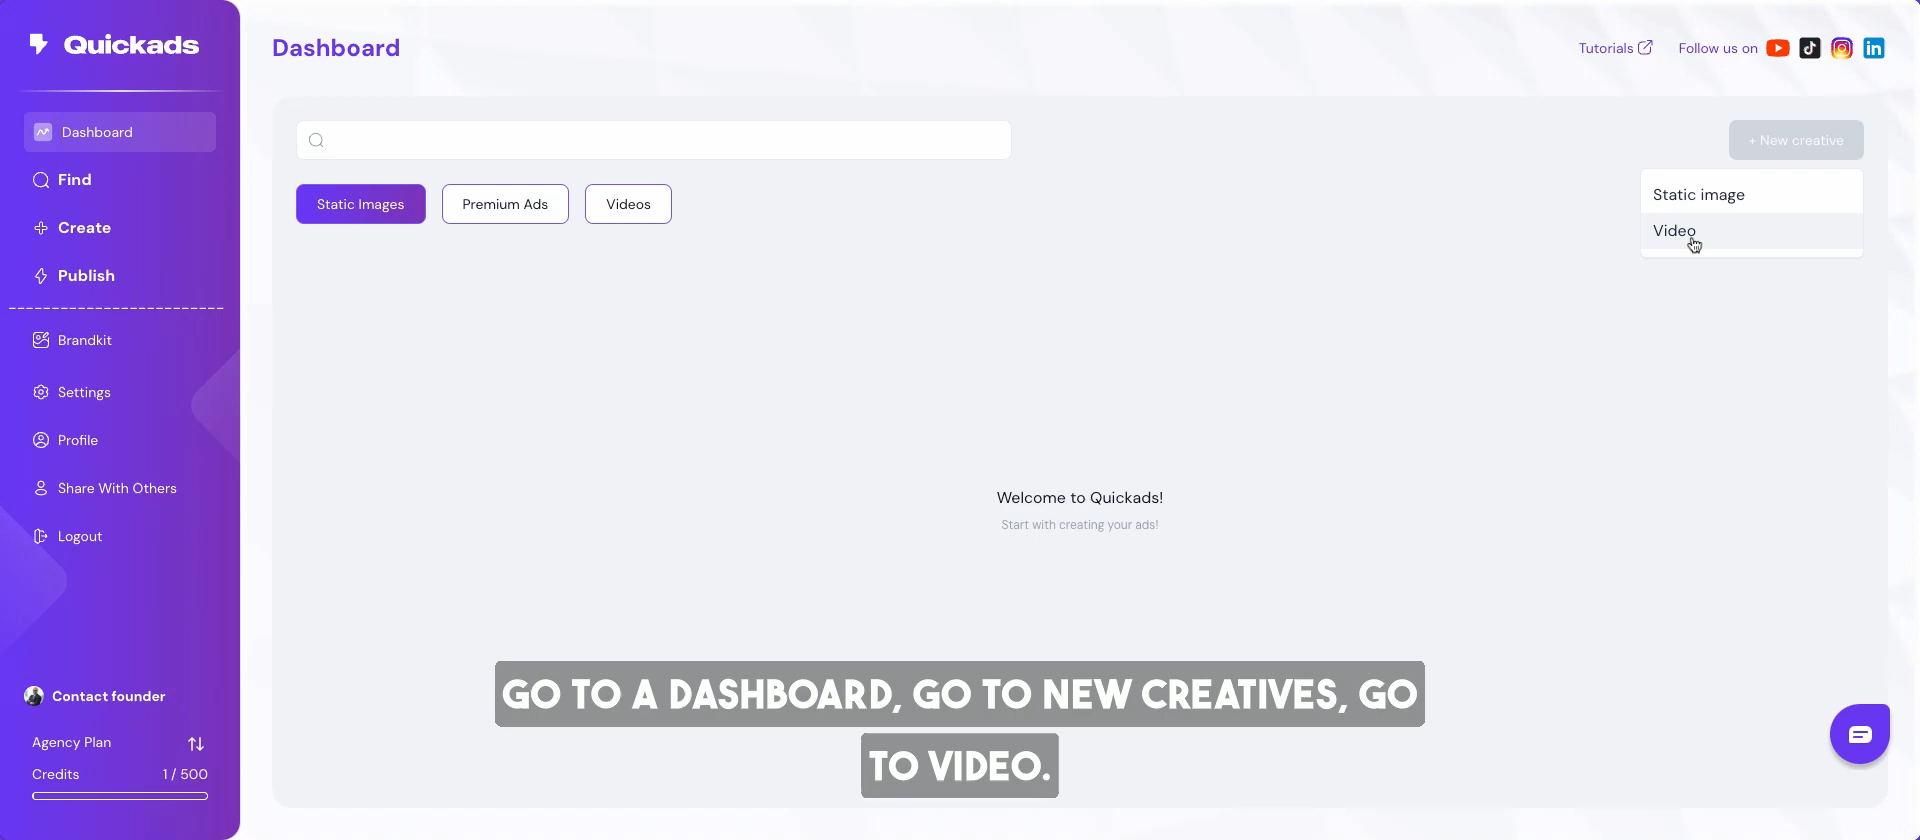 Quickads
Dashboard
Find
Create
Publish
Brandkit
Settings
Profile
Share With Others
Logout
Contact founder
Agency Plan
Credits 1 / 500
Dashboard
Tutorials
Follow us on
+ New creative
Static image
Video
Static Images
Premium Ads
Videos
Welcome to Quickads!
Start with creating your ads!
GO TO A DASHBOARD, GO TO NEW CREATIVES, GO
TO VIDEO.